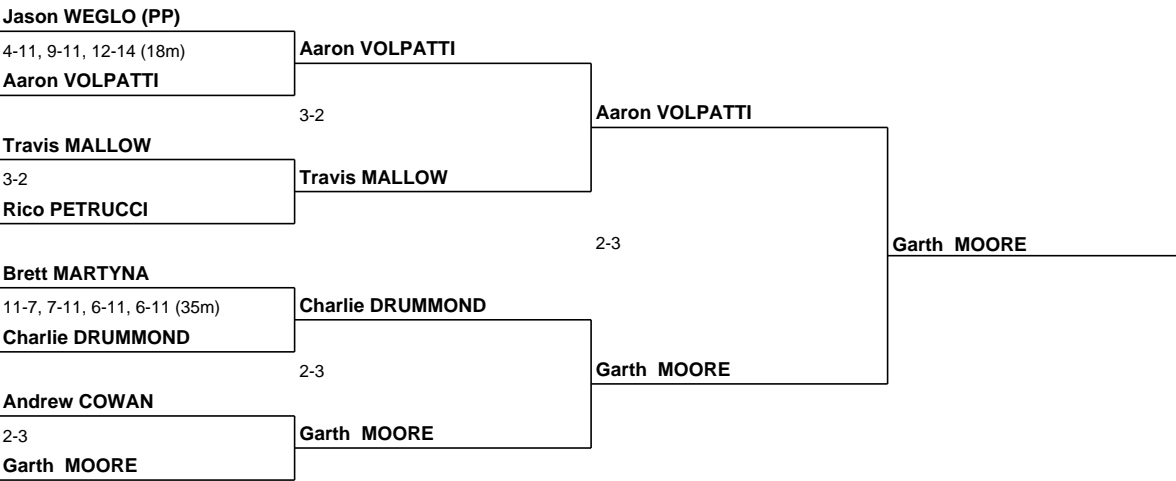 Jason WEGLO (PP)
4-11, 9-11, 12-14 (18m)
Aaron VOLPATTI
Aaron VOLPATTI
3-2
Aaron VOLPATTI
Travis MALLOW
3-2
Travis MALLOW
Rico PETRUCCI
2-3
Garth MOORE
Brett MARTYNA
11-7, 7-11, 6-11, 6-11 (35m)
Charlie DRUMMOND
Charlie DRUMMOND
2-3
Garth MOORE
Andrew COWAN
2-3
Garth MOORE
Garth MOORE